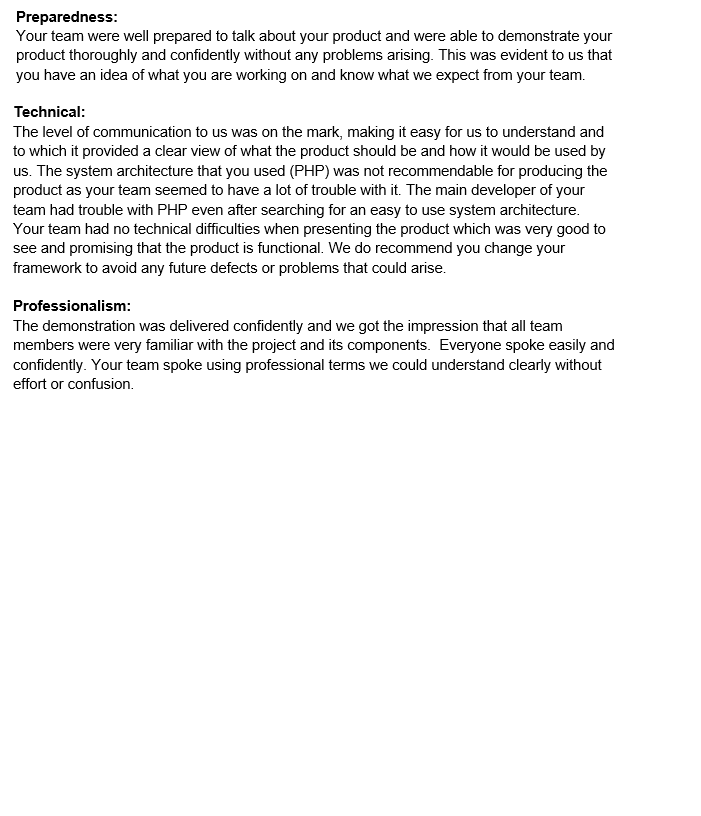 Preparedness:
Your team were well prepared to talk about your product and were able to demonstrate your
product thoroughly and confidently without any problems arising. This was evident to us that
you have an idea of what you are working on and know what we expect from your team.
Technical:
The level of communication to us was on the mark, making it easy for us to understand and
to which it provided a clear view of what the product should be and how it would be used by
us. The system architecture that you used (PHP) was not recommendable for producing the
product as your team seemed to have a lot of trouble with it. The main developer of your
team had trouble with PHP even after searching for an easy to use system architecture.
Your team had no technical difficulties when presenting the product which was very good to
see and promising that the product is functional. We do recommend you change your
framework to avoid any future defects or problems that could arise.
Professionalism:
The demonstration was delivered confidently and we got the impression that all team
members were very familiar with the project and its components.  Everyone spoke easily and
confidently. Your team spoke using professional terms we could understand clearly without
effort or confusion.